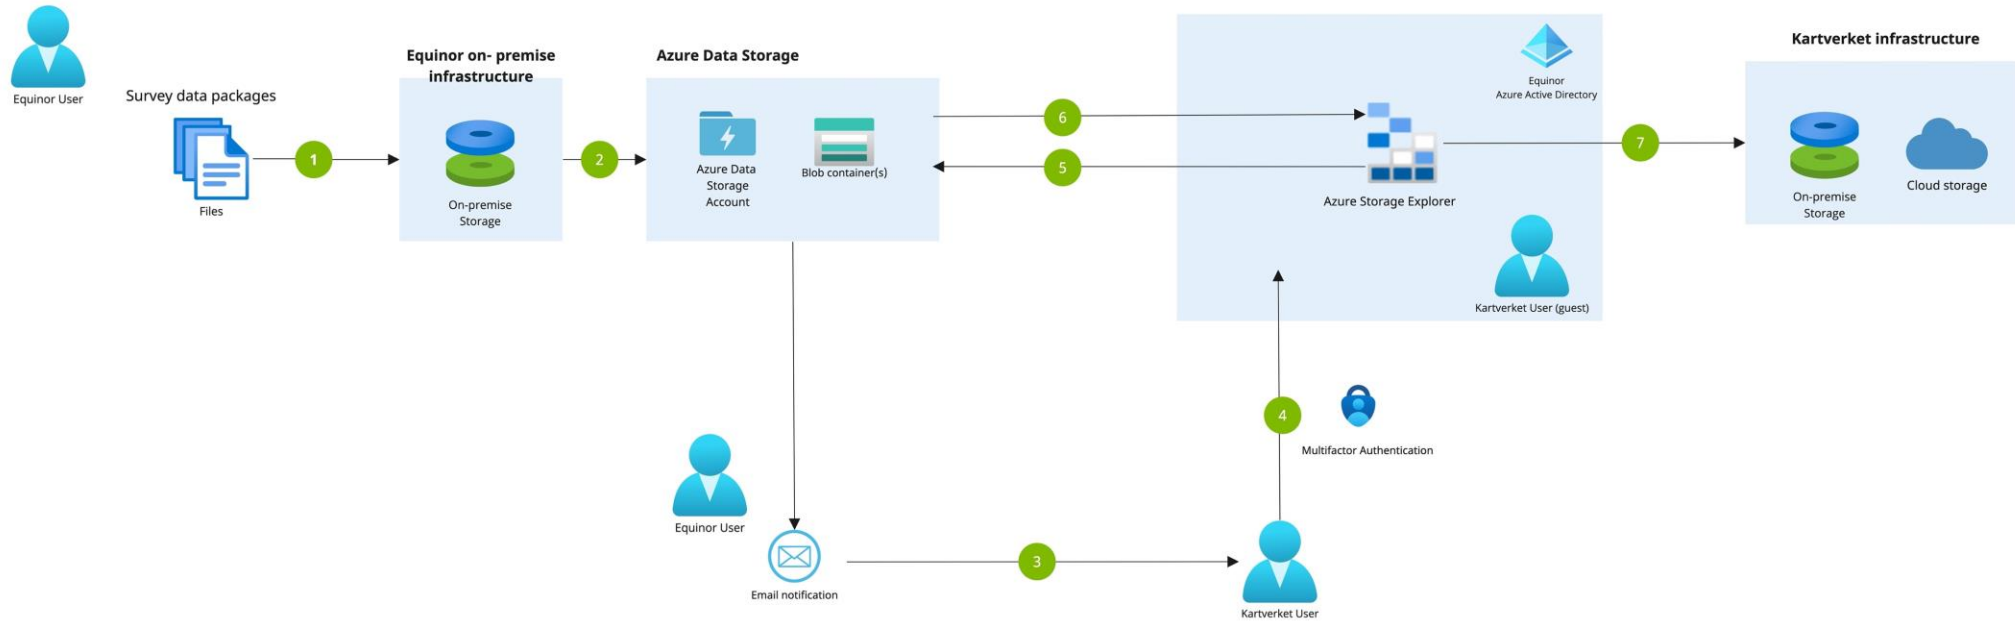 Equinor User
Survey data packages
Files
1
Equinor on- premise
infrastructure
On-premise
Storage
2
Azure Data Storage
Azure Data
Storage
Account
Blob container(s)
6
5
Equinor
Azure Active Directory
Azure Storage Explorer
Kartverket User (guest)
7
Kartverket infrastructure
On-premise
Storage
Cloud storage
4
Multifactor Authentication
Equinor User
Email notification
3
Kartverket User